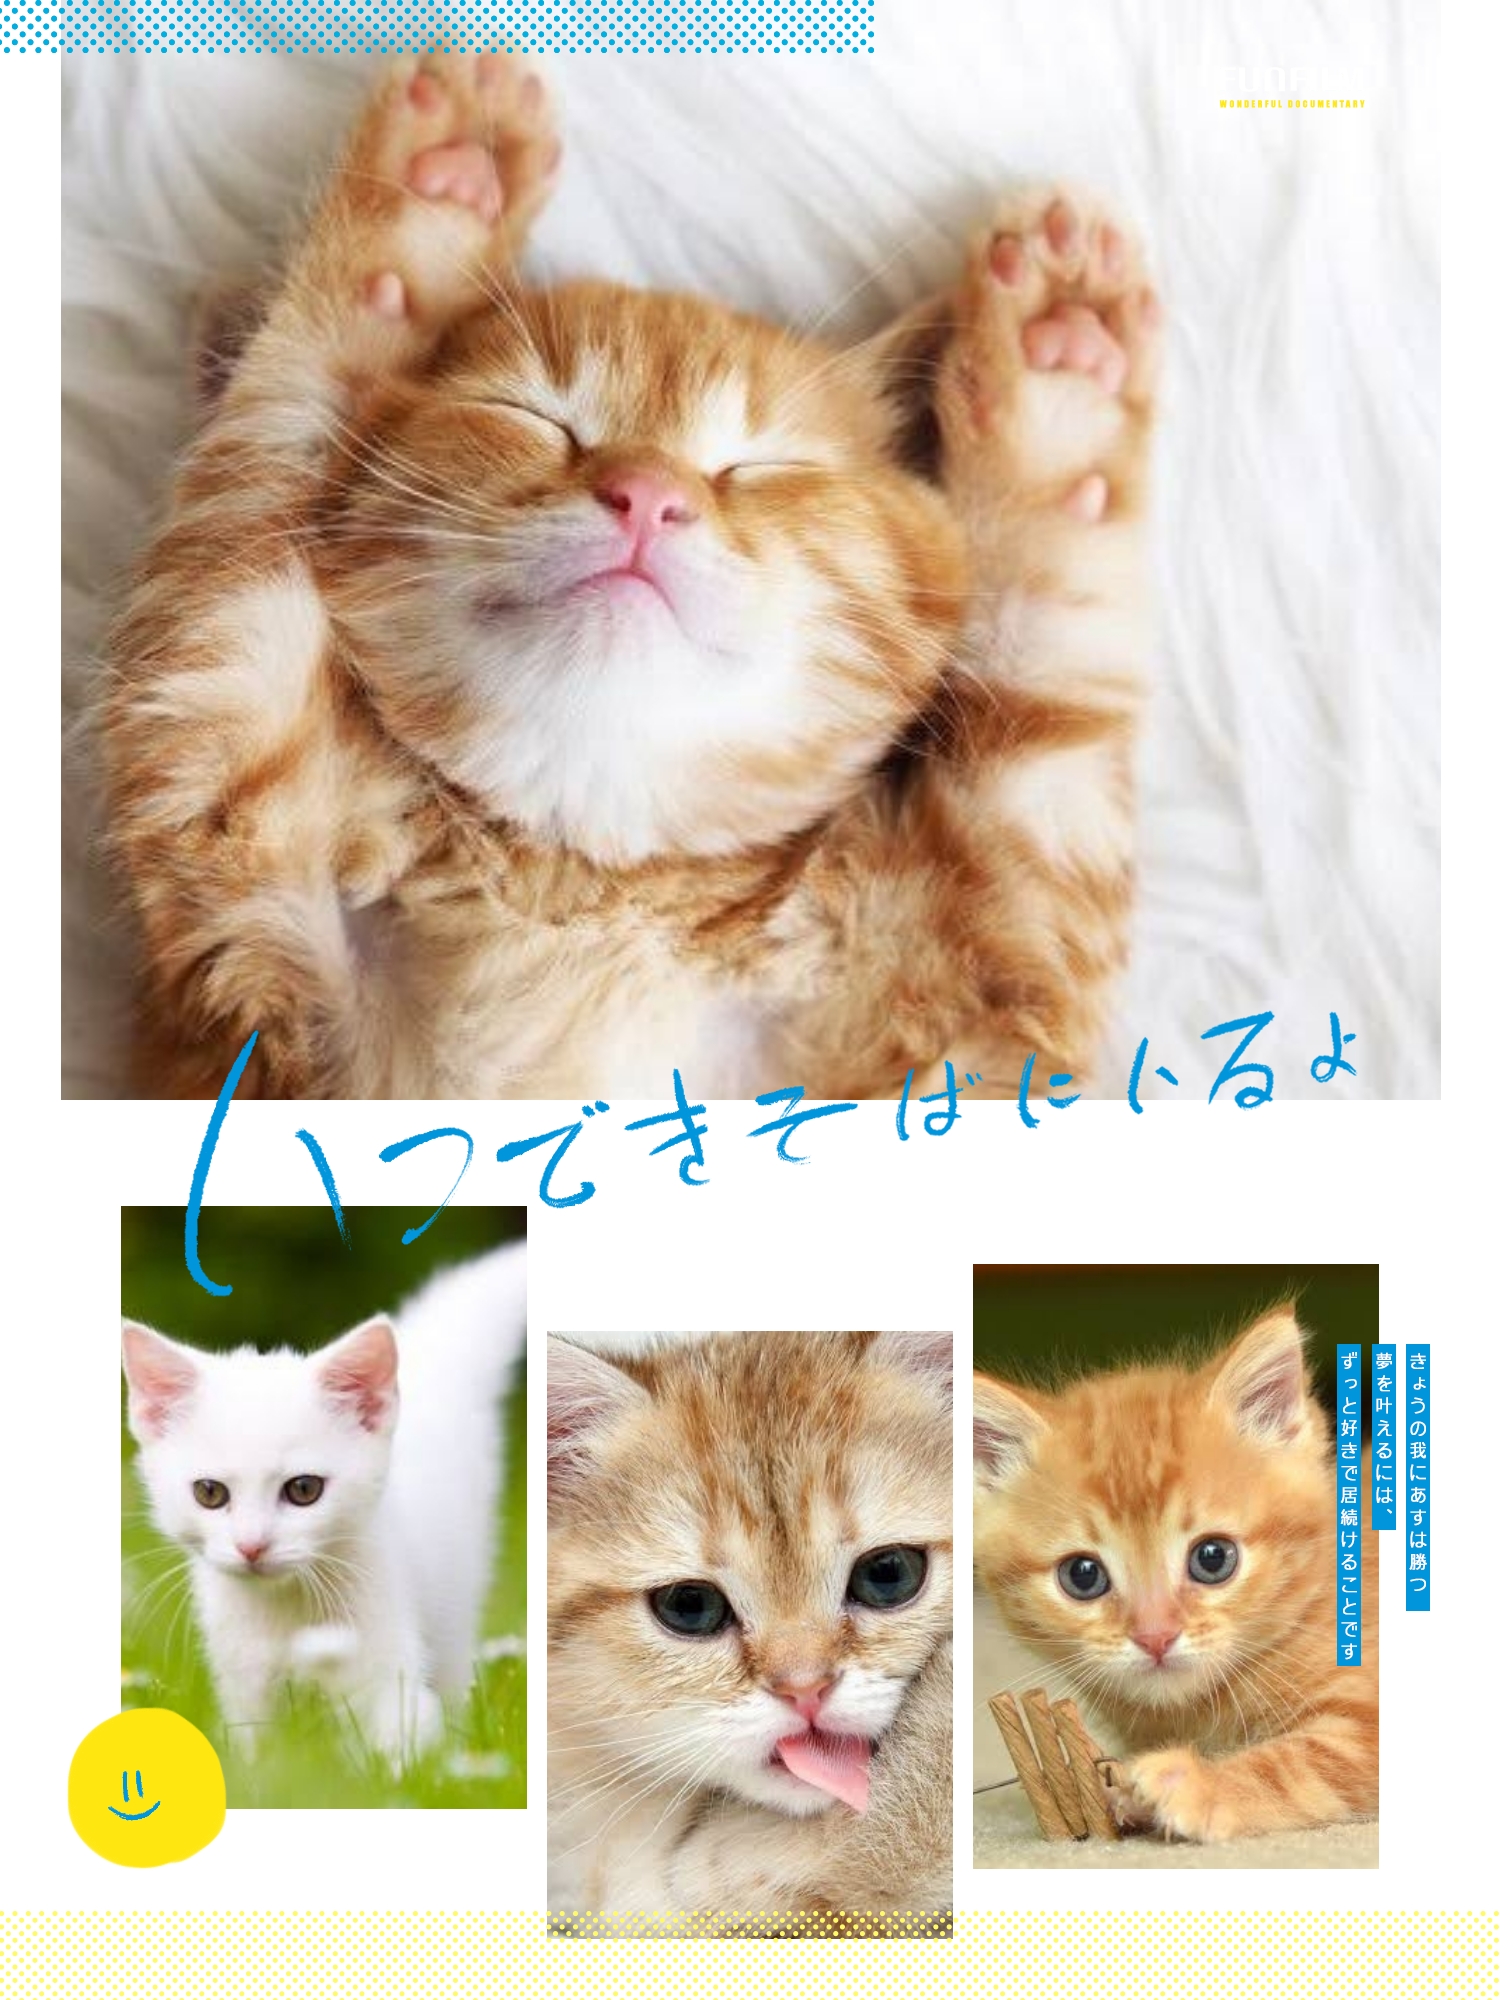 WONDERFUL DOCUMENTARY
いつできそばにいるよ
きょうの我にあすは勝つ
夢を叶えるには、
ずっと好きで居続けることです